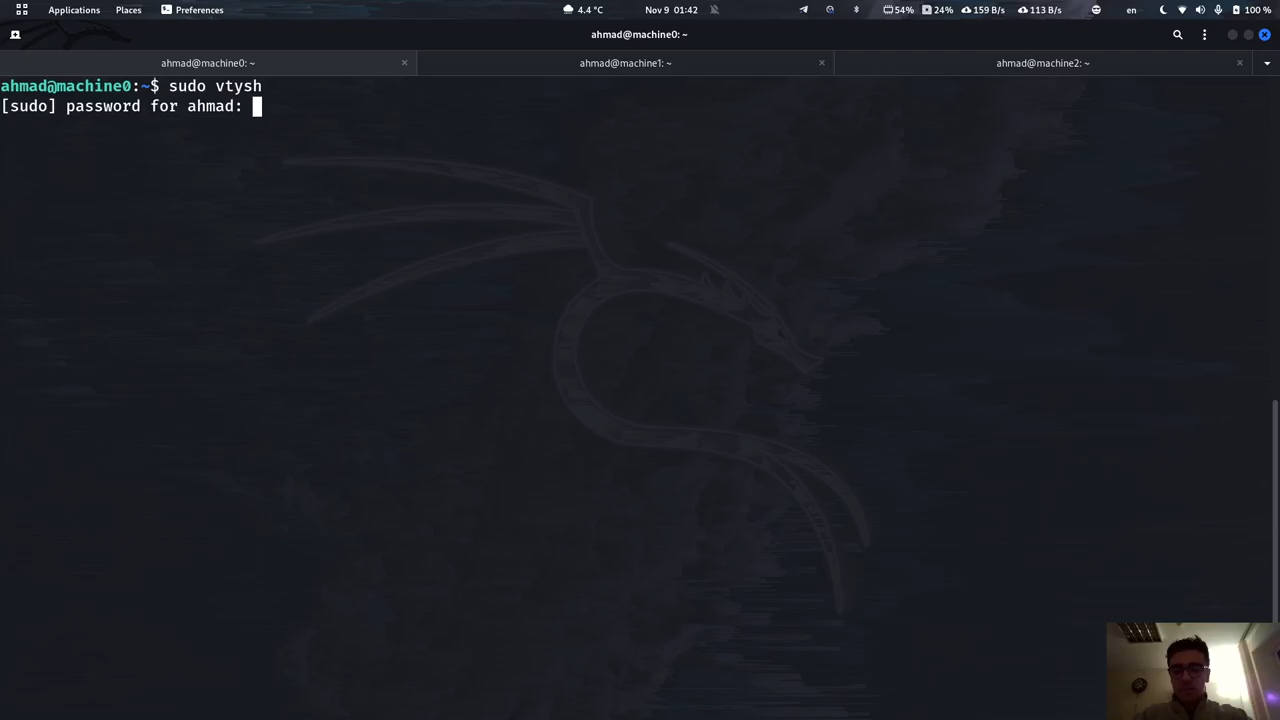 Applications Places Preferences 4.4 °C Nov 9 01:42 54% 24% 159 B/s 113 B/s en 100 %
ahmad@machine0: ~
ahmad@machine0: ~ ahmad@machine1: ~ ahmad@machine2: ~
ahmad@machine0:~$ sudo vtysh
[sudo] password for ahmad: